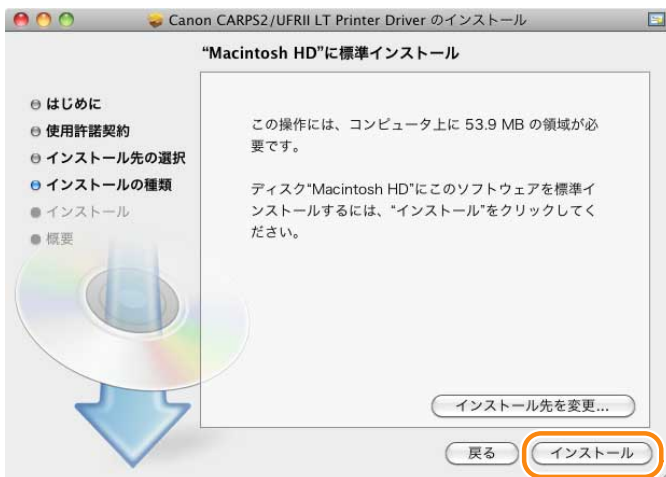 Canon CARPS2/UFRII LT Printer Driver のインストール
“Macintosh HD”に標準インストール
はじめに
使用許諾契約
インストール先の選択
インストールの種類
インストール
概要
この操作には、コンピュータ上に 53.9 MB の領域が必
要です。
ディスク“Macintosh HD”にこのソフトウェアを標準イ
ンストールするには、“インストール”をクリックしてく
ださい。
インストール先を変更...
戻る
インストール